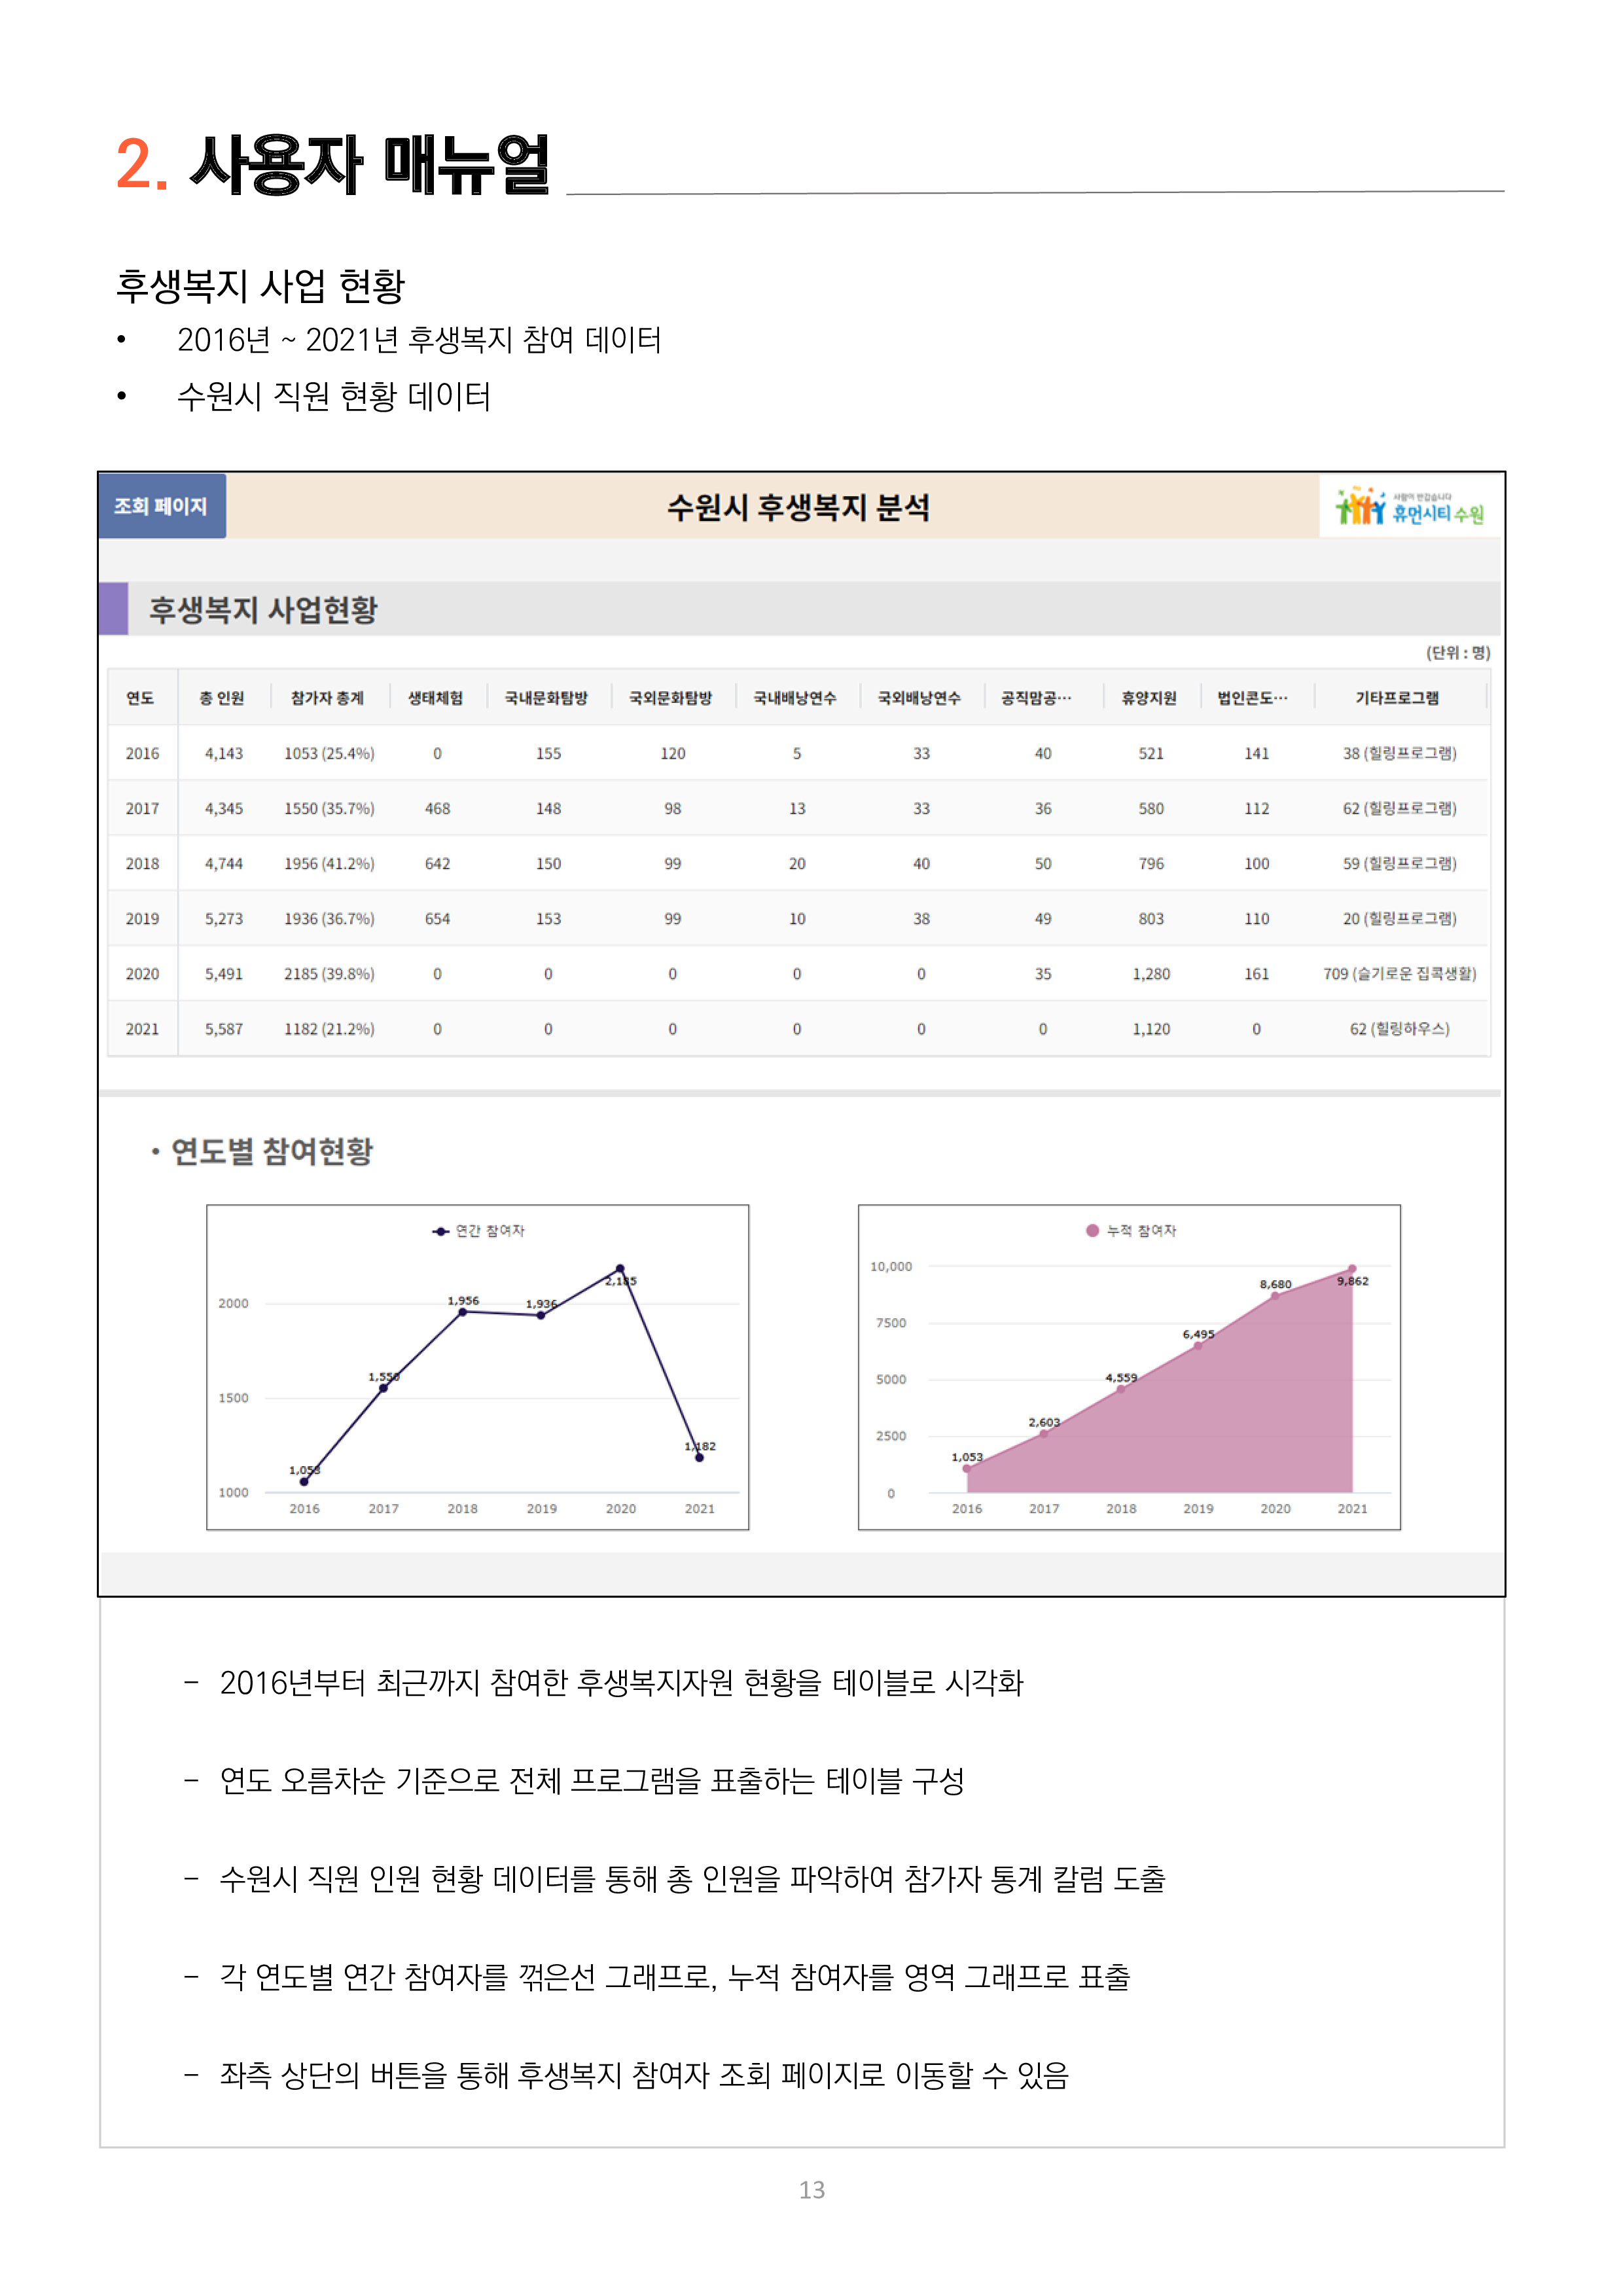 2. 사용자 매뉴얼
후생복지 사업 현황
• 2016년 ~ 2021년 후생복지 참여 데이터
• 수원시 직원 현황 데이터
조회 페이지 수원시 후생복지 분석 사람이 반갑습니다
휴먼시티 수원
후생복지 사업현황
(단위 : 명)
연도 총 인원 참가자 총계 생태체험 국내문화탐방 국외문화탐방 국내배낭연수 국외배낭연수 공직맘공… 휴양지원 법인콘도… 기타프로그램
2016 4,143 1053 (25.4%) 0 155 120 5 33 40 521 141 38 (힐링프로그램)
2017 4,345 1550 (35.7%) 468 148 98 13 33 36 580 112 62 (힐링프로그램)
2018 4,744 1956 (41.2%) 642 150 99 20 40 50 796 100 59 (힐링프로그램)
2019 5,273 1936 (36.7%) 654 153 99 10 38 49 803 110 20 (힐링프로그램)
2020 5,491 2185 (39.8%) 0 0 0 0 0 35 1,280 161 709 (슬기로운 집콕생활)
2021 5,587 1182 (21.2%) 0 0 0 0 0 0 1,120 0 62 (힐링하우스)
• 연도별 참여현황
연간 참여자
2,185
2000
1,956
1,936
1,550
1500
1,182
1,053
1000
2016 2017 2018 2019 2020 2021
누적 참여자
10,000
9,862
8,680
7500
6,495
5000
4,559
2500
2,603
1,053
0
2016 2017 2018 2019 2020 2021
– 2016년부터 최근까지 참여한 후생복지자원 현황을 테이블로 시각화
– 연도 오름차순 기준으로 전체 프로그램을 표출하는 테이블 구성
– 수원시 직원 인원 현황 데이터를 통해 총 인원을 파악하여 참가자 통계 칼럼 도출
– 각 연도별 연간 참여자를 꺾은선 그래프로, 누적 참여자를 영역 그래프로 표출
– 좌측 상단의 버튼을 통해 후생복지 참여자 조회 페이지로 이동할 수 있음
13